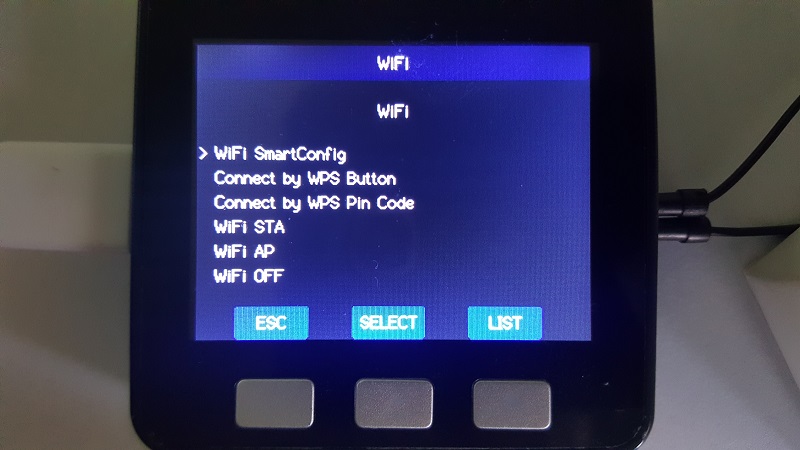 WiFi
WiFi
> WiFi SmartConfig
Connect by WPS Button
Connect by WPS Pin Code
WiFi STA
WiFi AP
WiFi OFF
ESC SELECT LIST